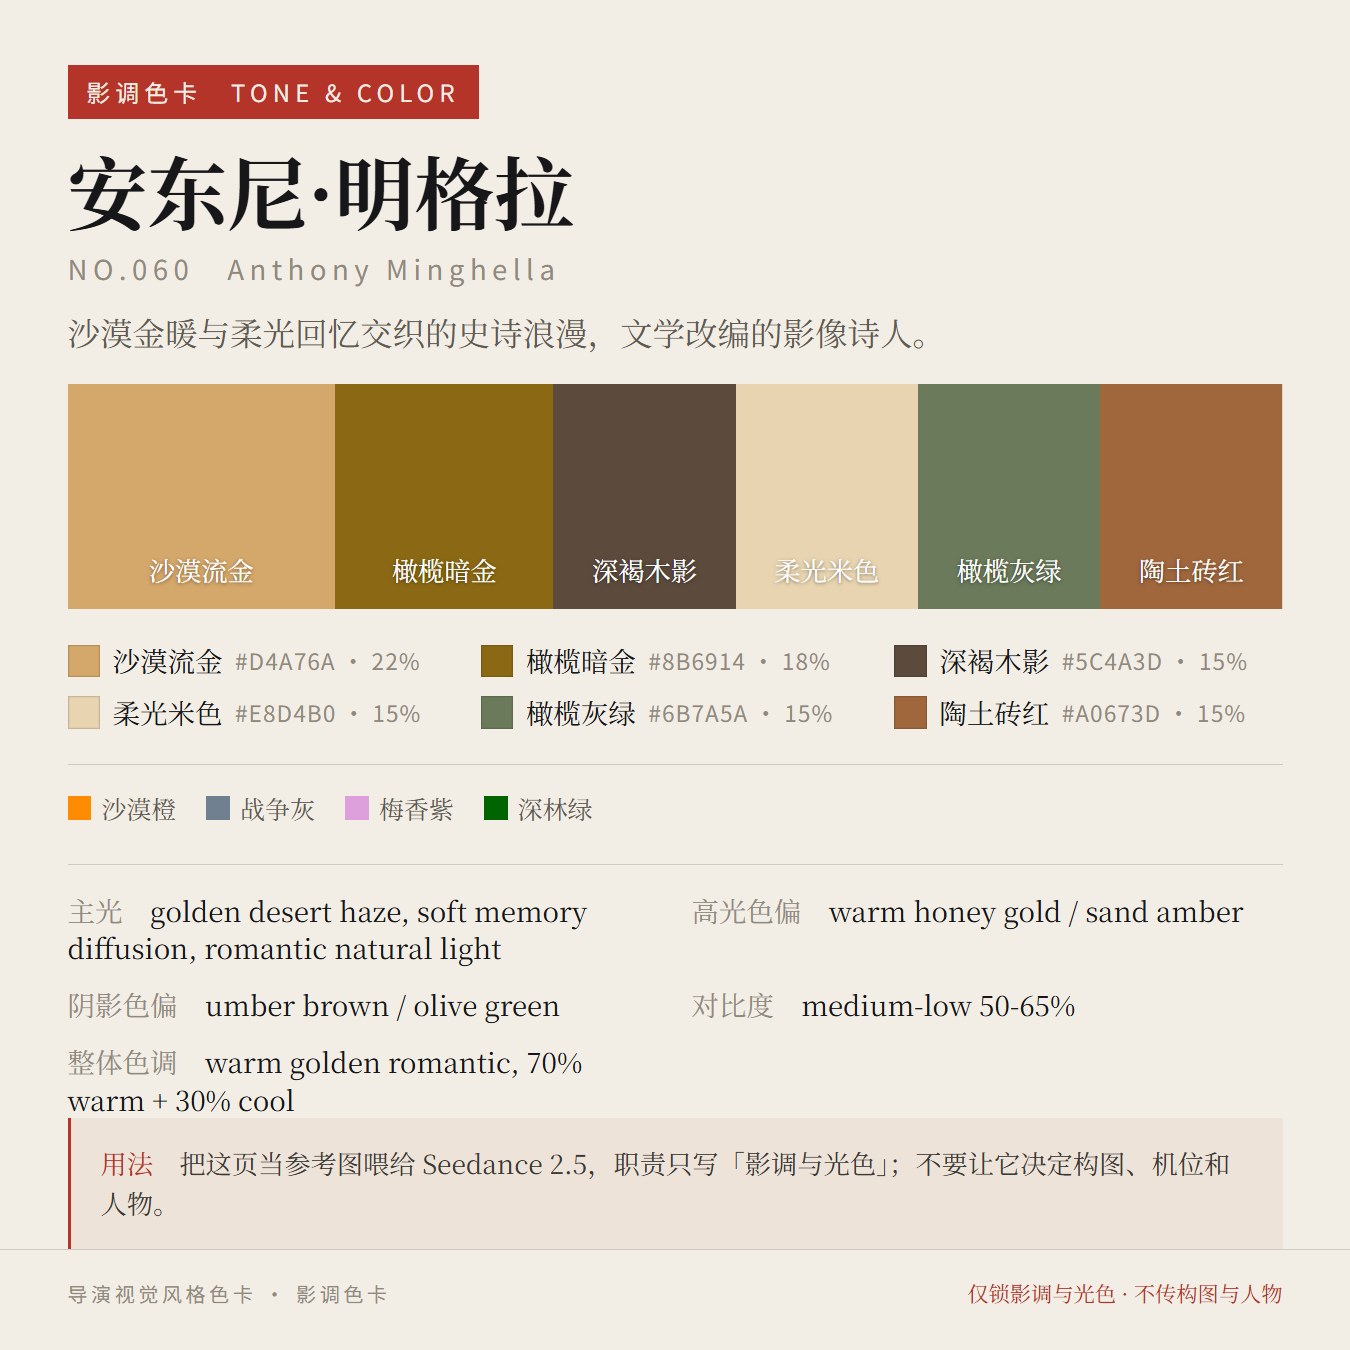 影调色卡 TONE & COLOR
安东尼·明格拉
NO.060 Anthony Minghella
沙漠金暖与柔光回忆交织的史诗浪漫，文学改编的影像诗人。
沙漠流金 橄榄暗金 深褐木影 柔光米色 橄榄灰绿 陶土砖红
沙漠流金 #D4A76A · 22% 橄榄暗金 #8B6914 · 18% 深褐木影 #5C4A3D · 15%
柔光米色 #E8D4B0 · 15% 橄榄灰绿 #6B7A5A · 15% 陶土砖红 #A0673D · 15%
沙漠橙 战争灰 梅香紫 深林绿
主光 golden desert haze, soft memory
diffusion, romantic natural light
高光色偏 warm honey gold / sand amber
阴影色偏 umber brown / olive green
对比度 medium-low 50-65%
整体色调 warm golden romantic, 70%
warm + 30% cool
用法 把这页当参考图喂给 Seedance 2.5，职责只写「影调与光色」；不要让它决定构图、机位和
人物。
导演视觉风格色卡 · 影调色卡
仅锁影调与光色 · 不传构图与人物